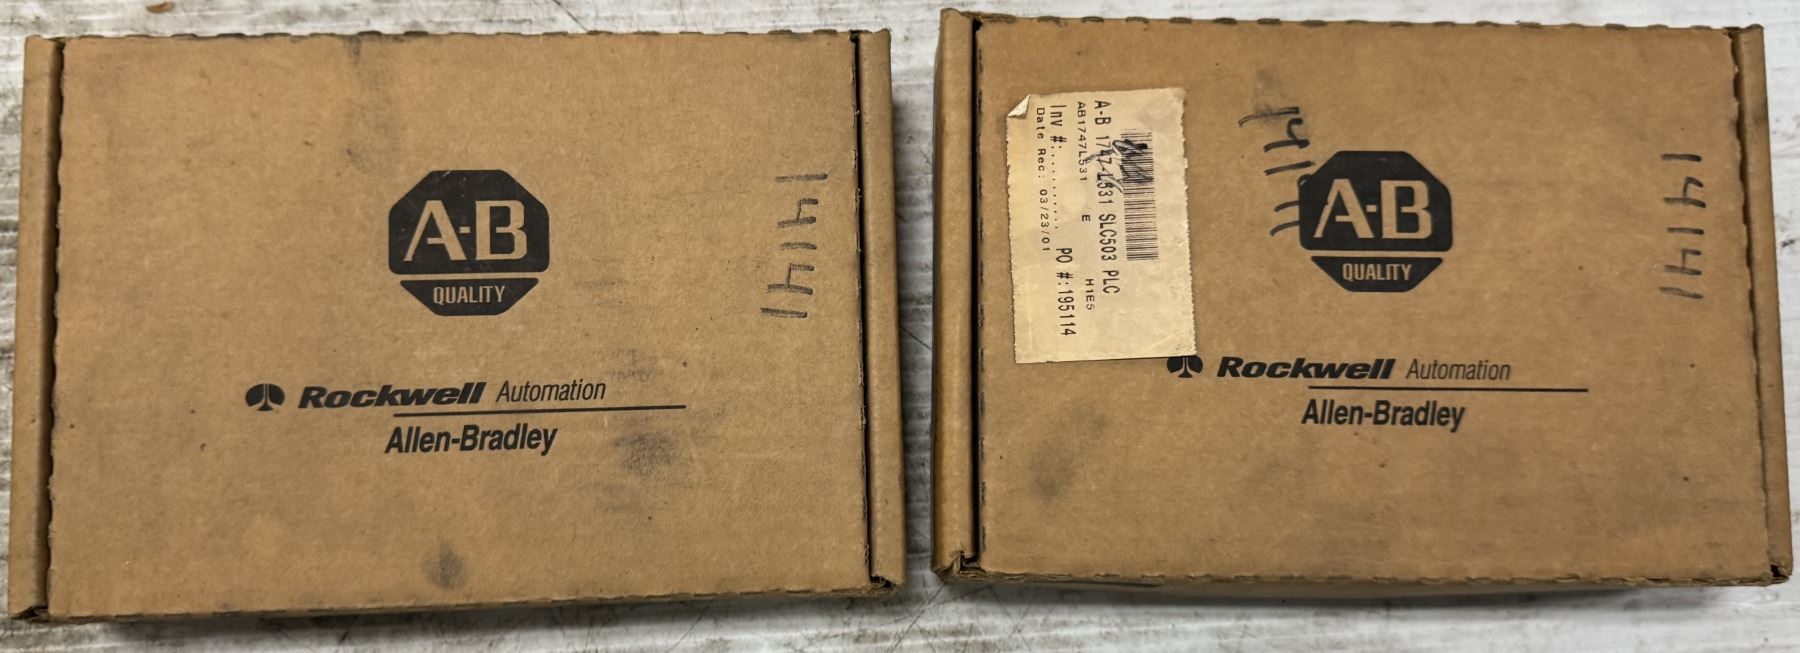 A-B
QUALITY
Rockwell Automation
Allen-Bradley
14141
A-B 1747-L531 SLC503 PLC
AB1747L531 E H1E5
Inv #:.......... PO #:195114
Date Rec: 03/23/01
A-B
QUALITY
Rockwell Automation
Allen-Bradley
14141